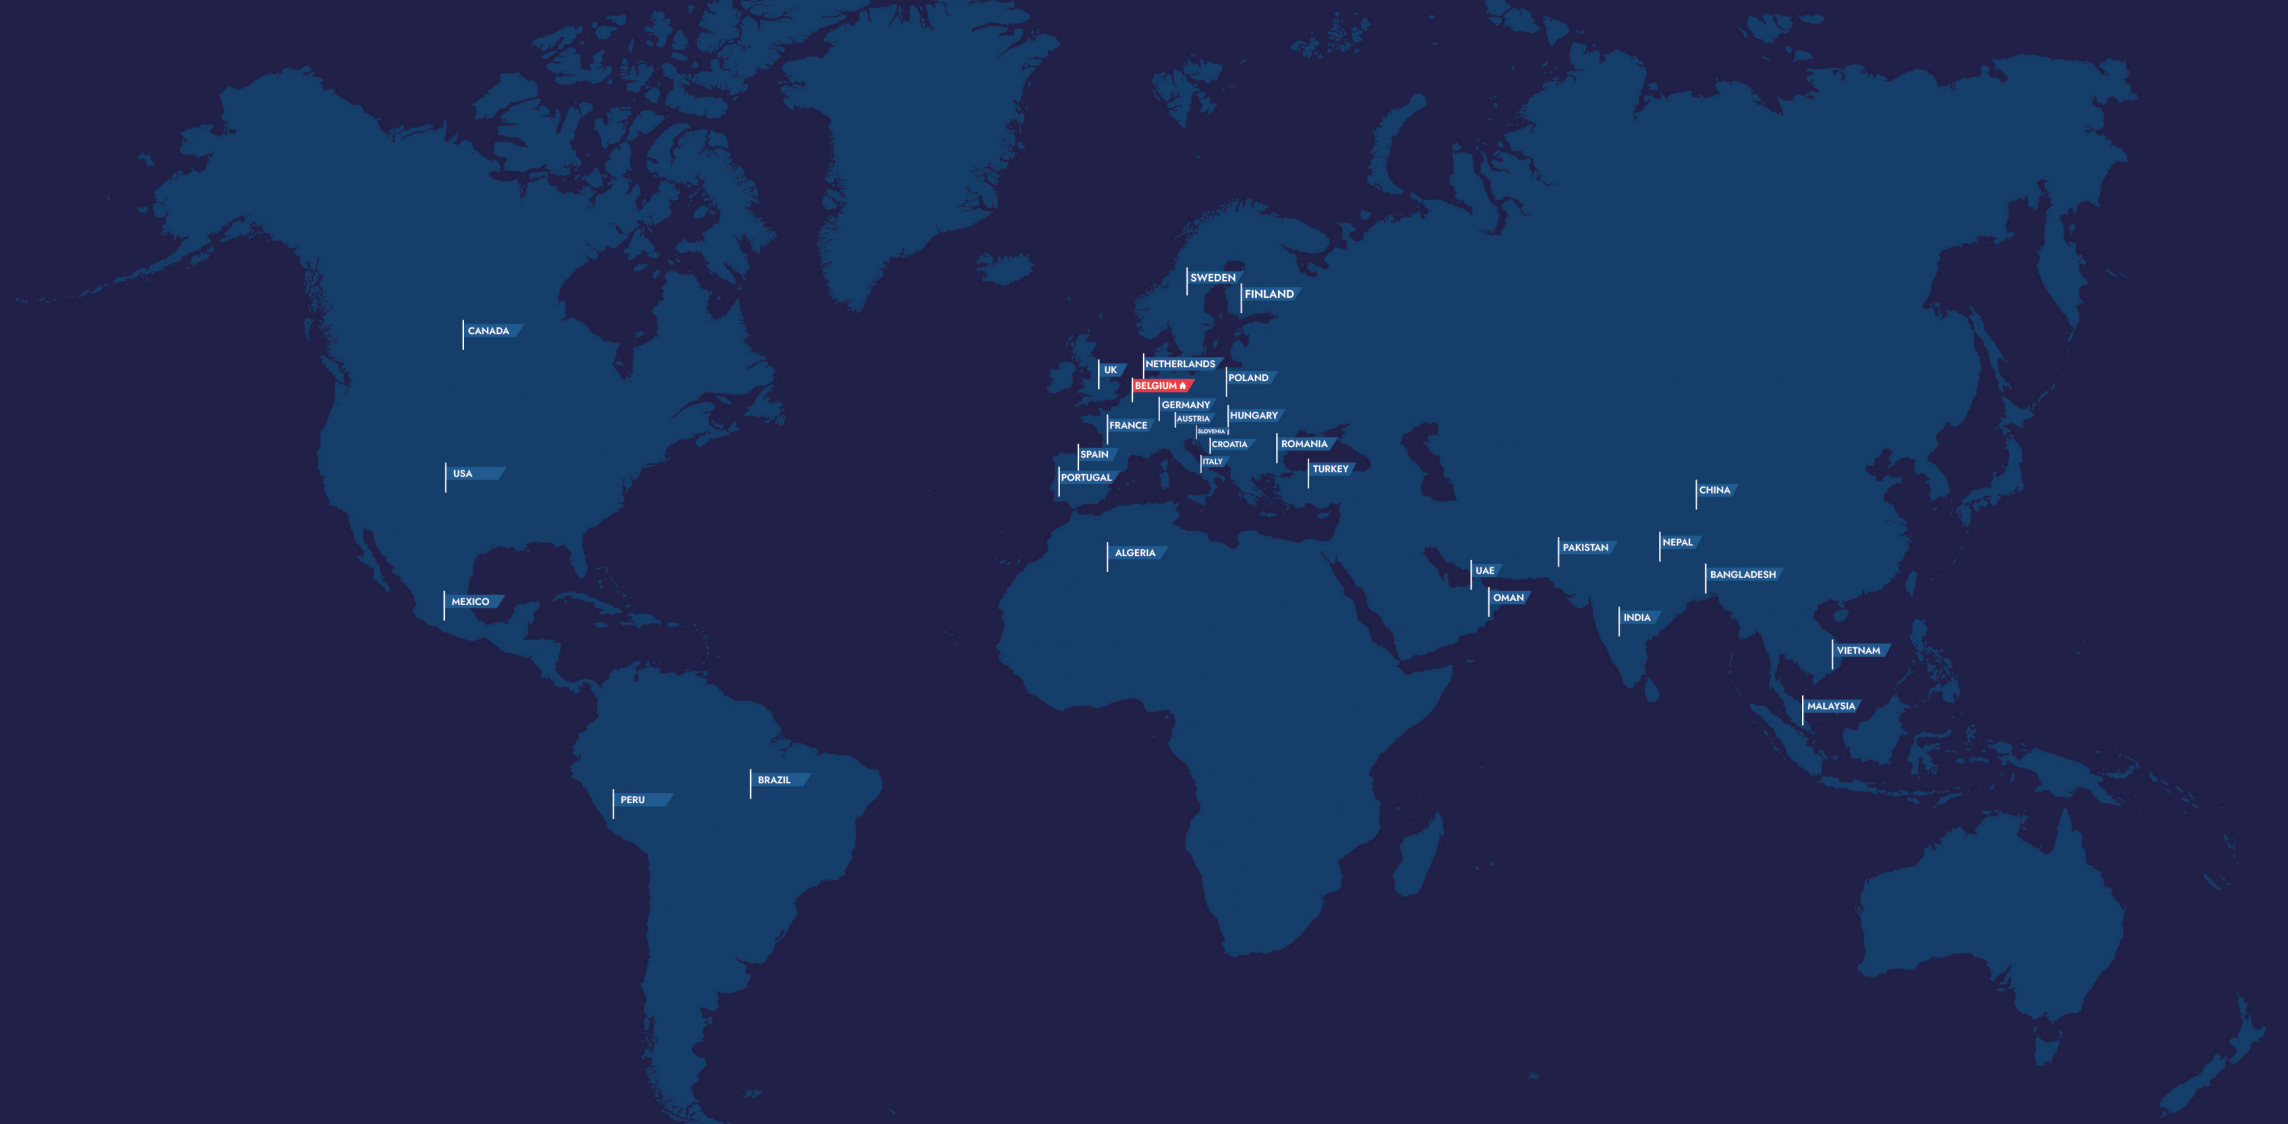 SWEDEN
FINLAND
CANADA
UK
NETHERLANDS
BELGIUM
POLAND
GERMANY
AUSTRIA
HUNGARY
FRANCE
SLOVENIA
CROATIA
ROMANIA
SPAIN
ITALY
TURKEY
USA
PORTUGAL
CHINA
NEPAL
PAKISTAN
ALGERIA
UAE
BANGLADESH
OMAN
MEXICO
INDIA
VIETNAM
MALAYSIA
BRAZIL
PERU